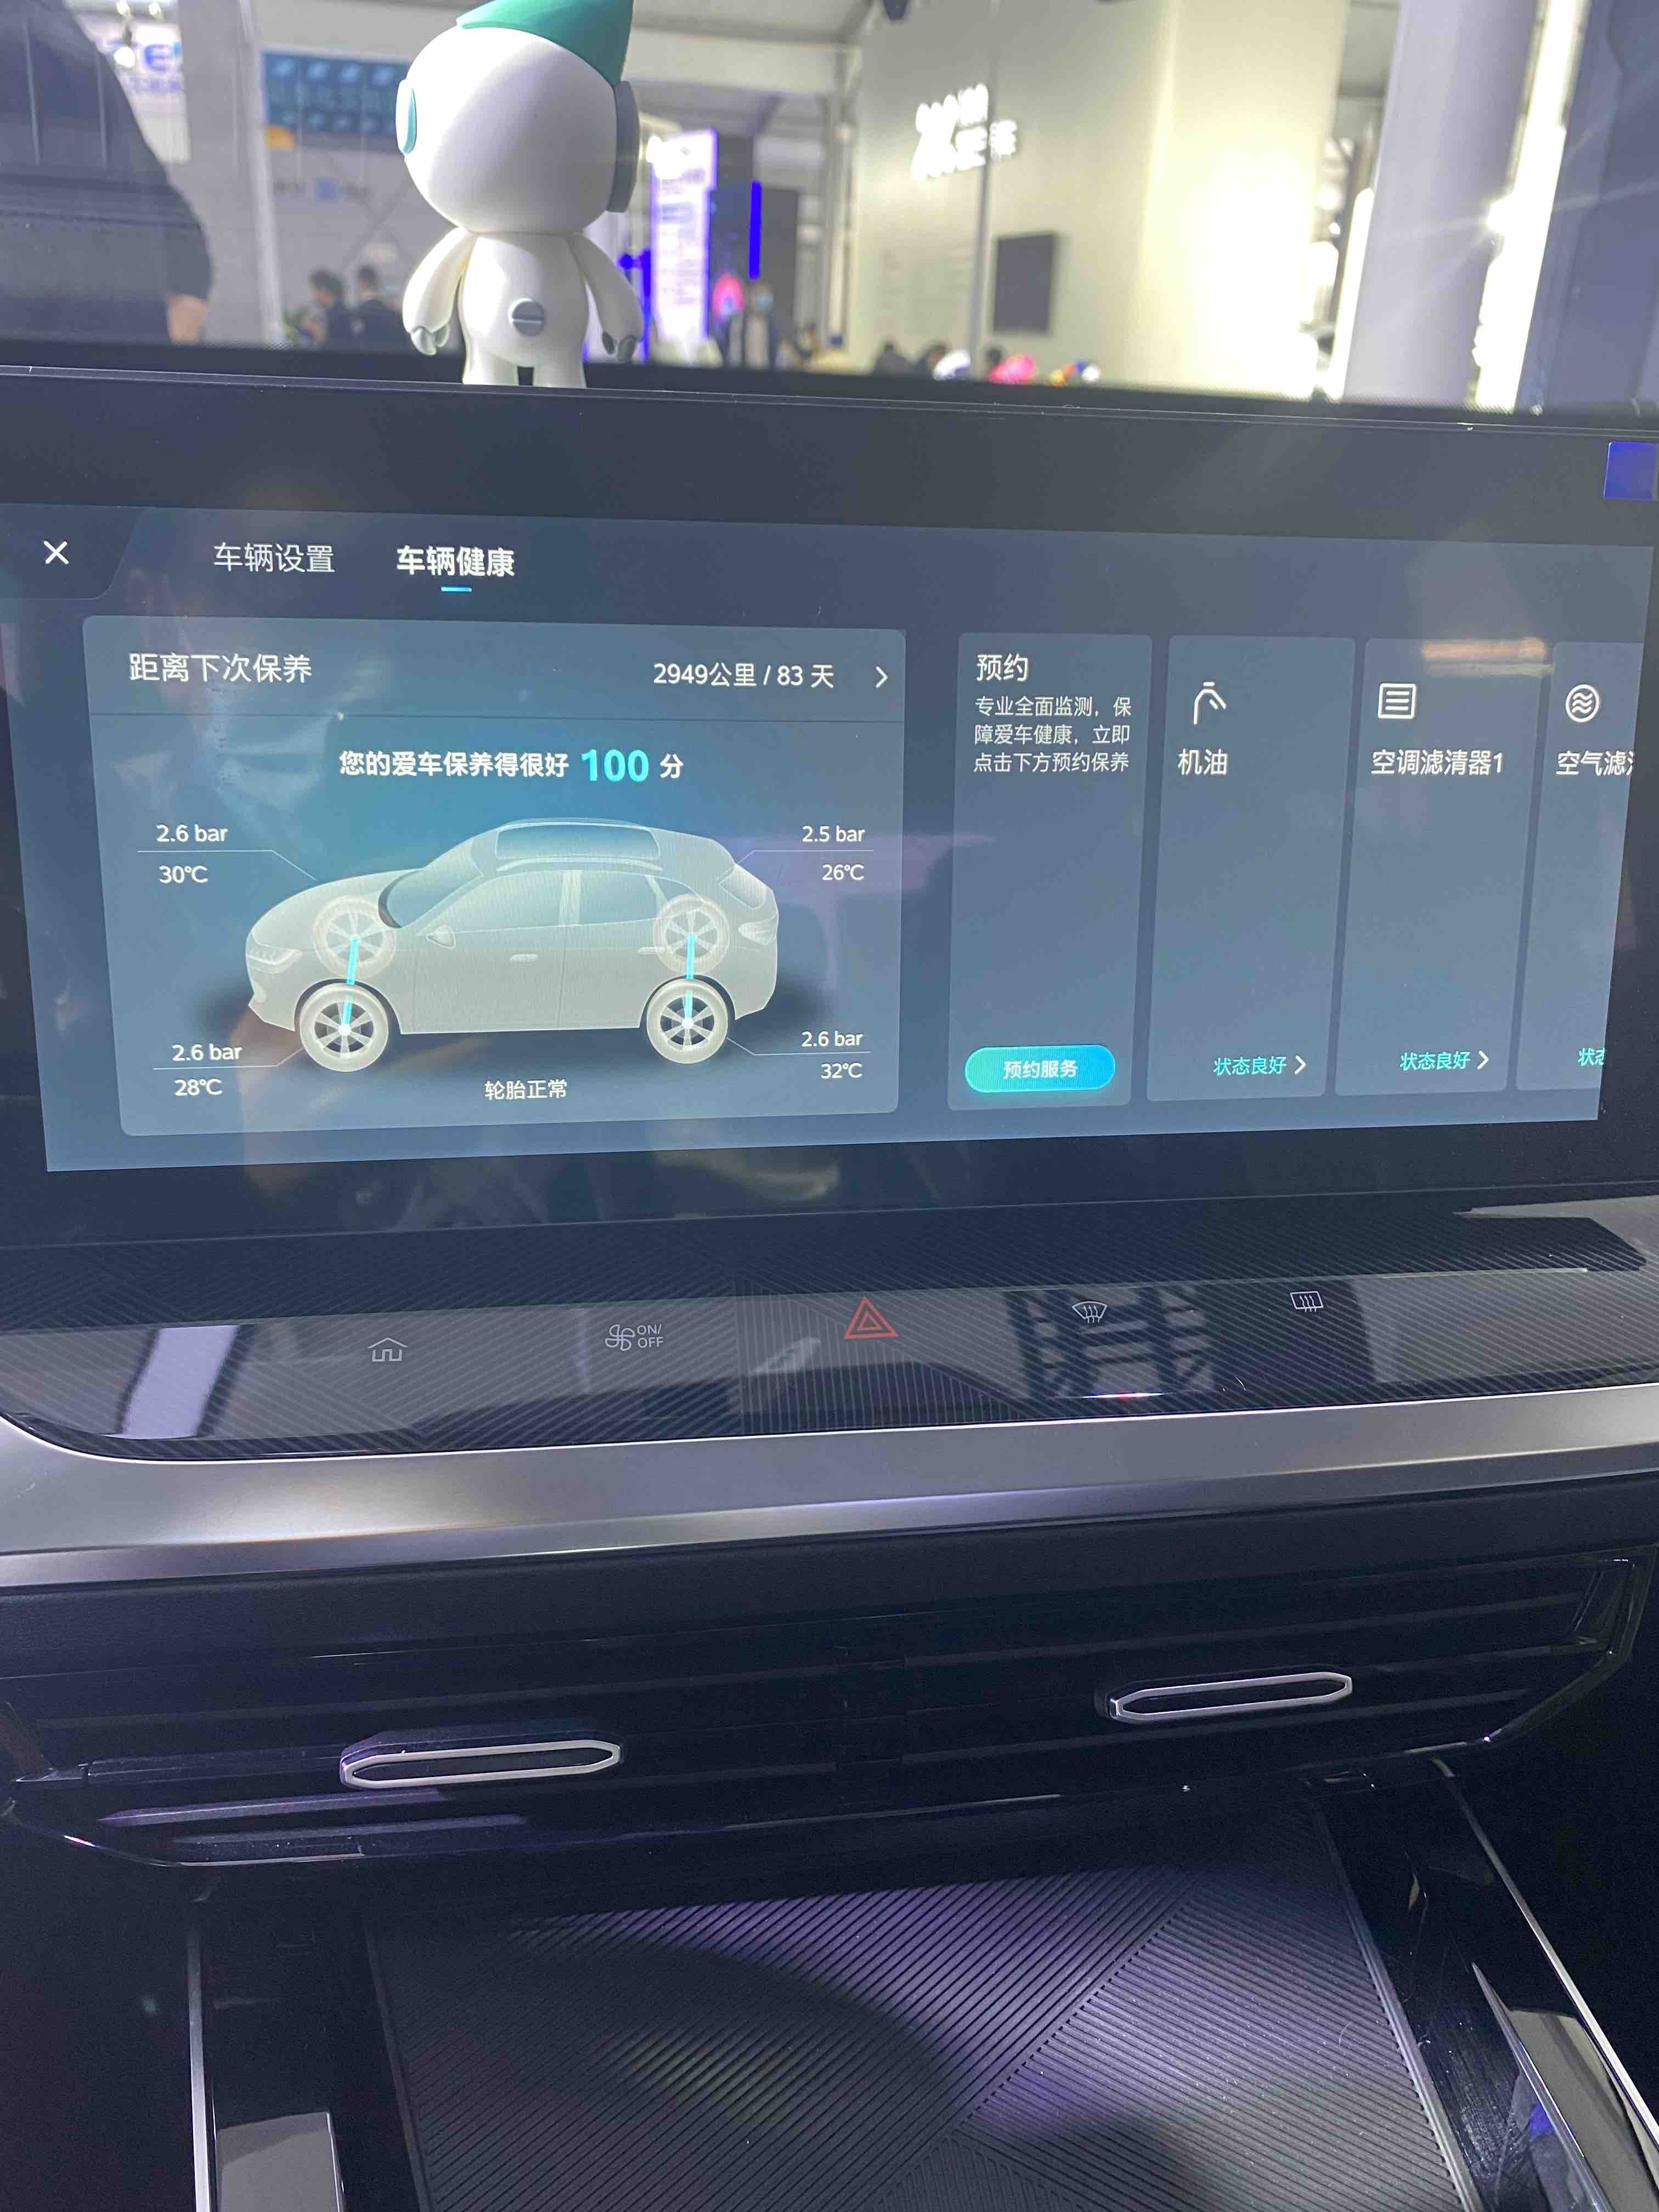 车辆设置
车辆健康
距离下次保养
2949公里 / 83 天
您的爱车保养得很好 100 分
2.6 bar
30℃
2.5 bar
26℃
2.6 bar
28℃
2.6 bar
32℃
轮胎正常
预约
专业全面监测，保
障爱车健康，立即
点击下方预约保养
预约服务
机油
状态良好
空调滤清器1
状态良好
空气滤
ON/
OFF